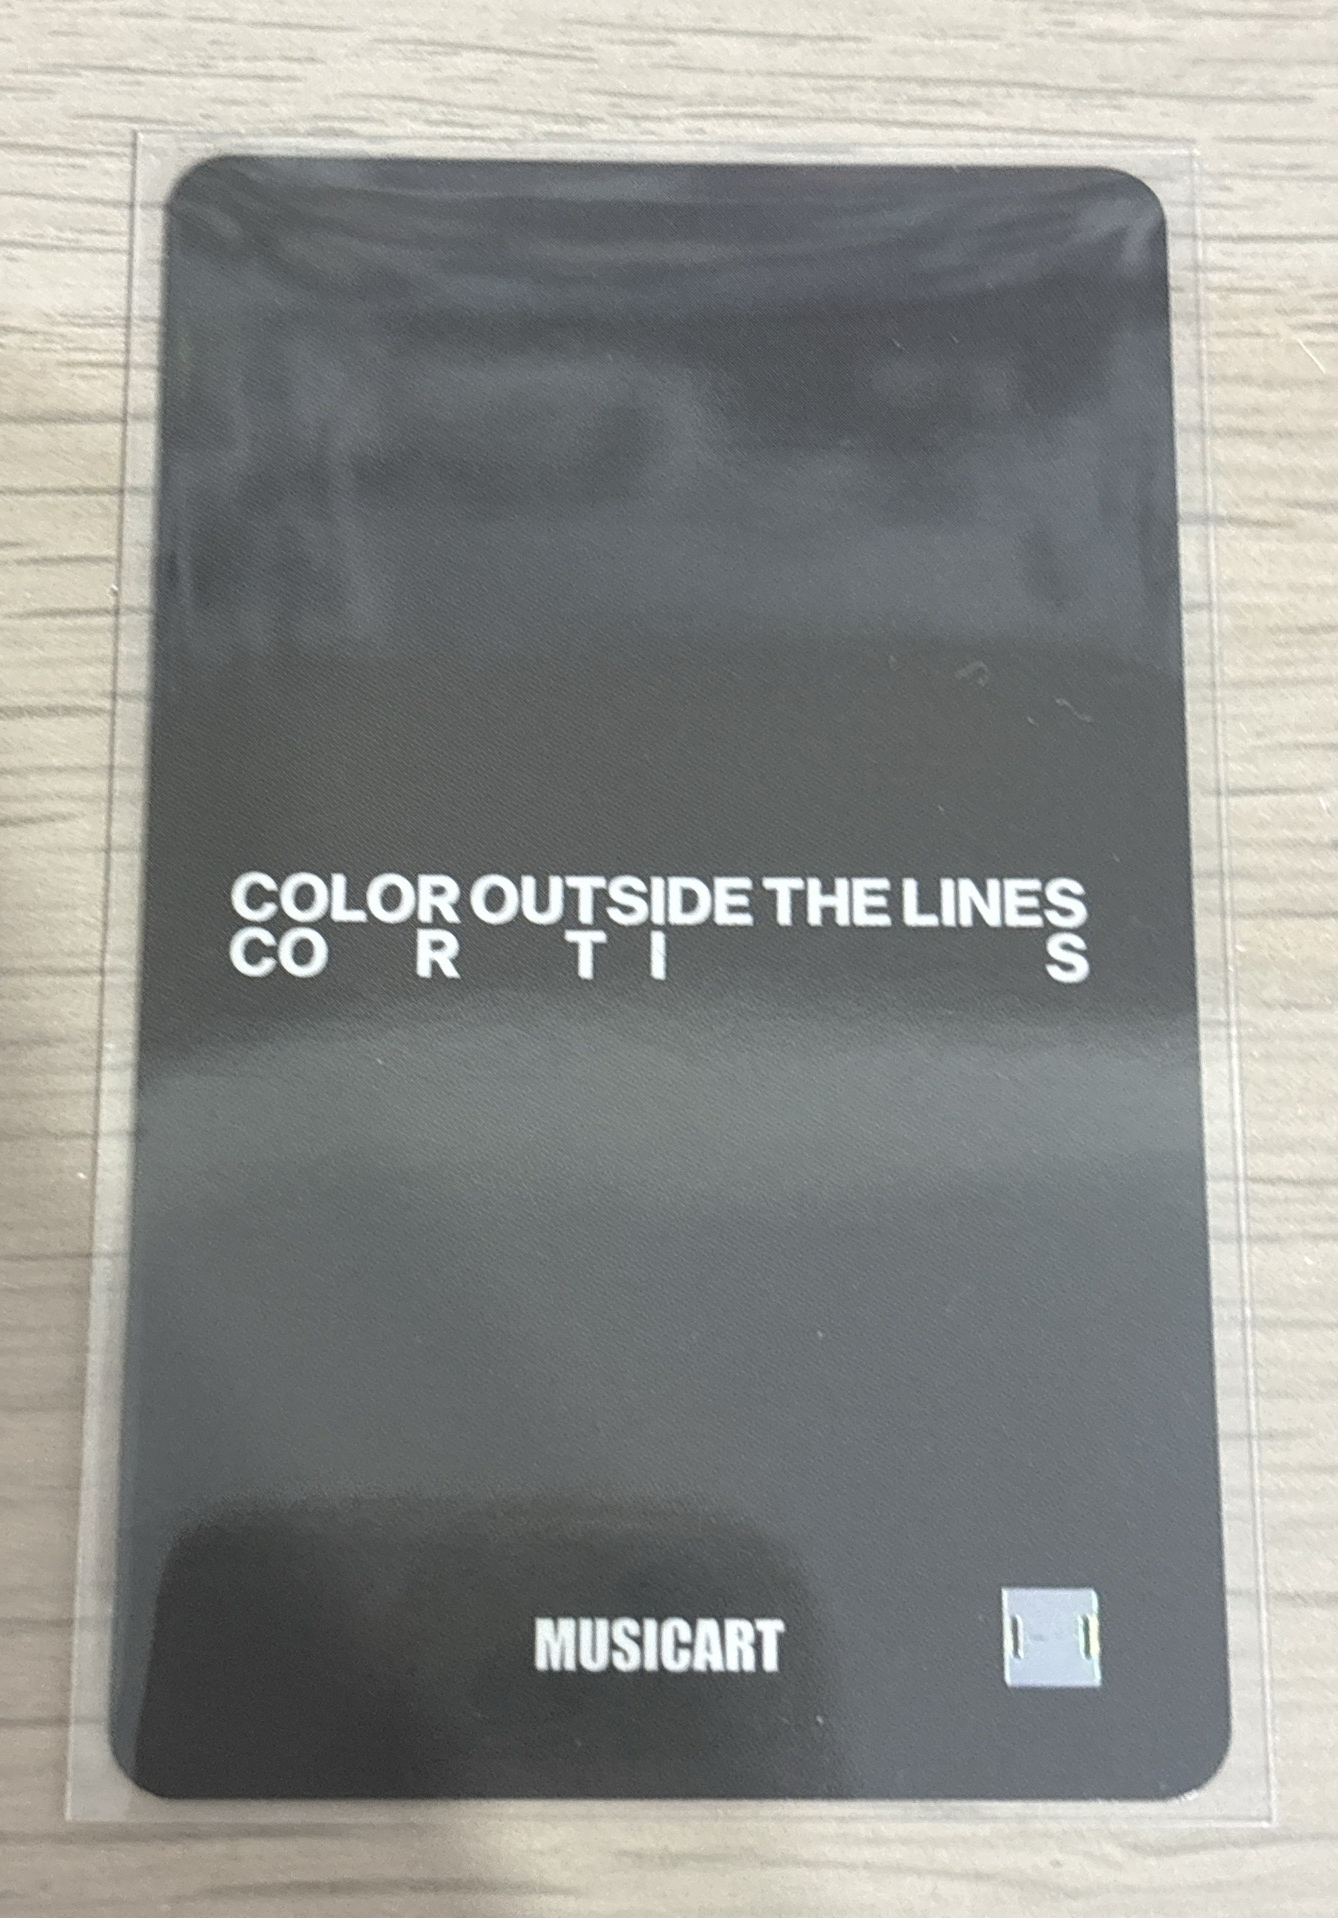 COLOR OUTSIDE THE LINES
CO R T I S
MUSICART